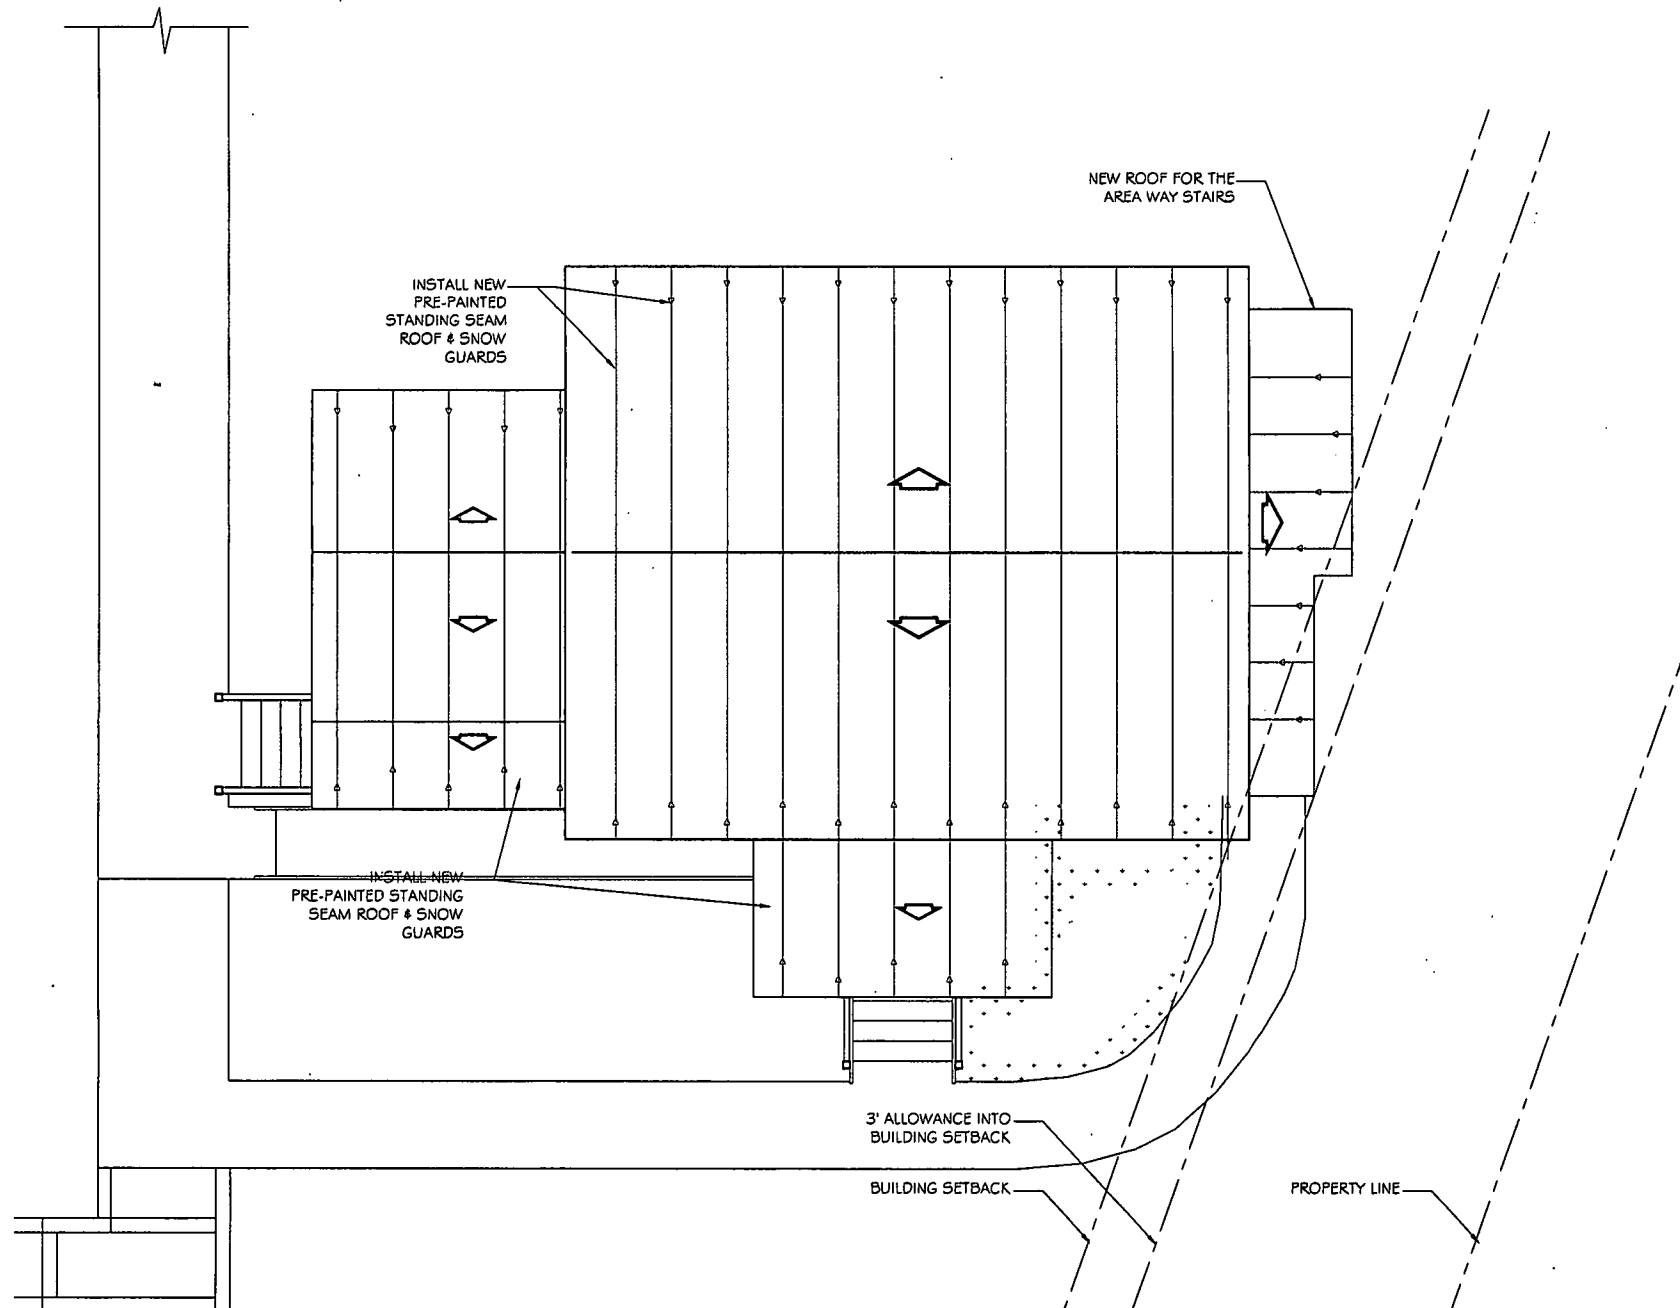 NEW ROOF FOR THE
AREA WAY STAIRS
INSTALL NEW
PRE-PAINTED
STANDING SEAM
ROOF & SNOW
GUARDS
INSTALL NEW
PRE-PAINTED STANDING
SEAM ROOF & SNOW
GUARDS
3' ALLOWANCE INTO
BUILDING SETBACK
BUILDING SETBACK
PROPERTY LINE